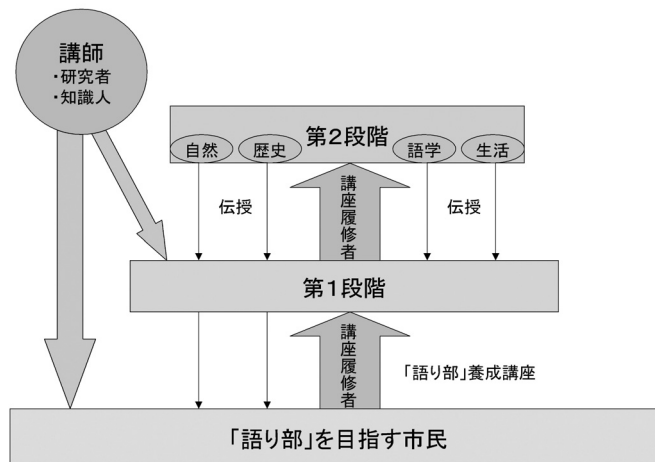 講師
・研究者
・知識人
第２段階
自然
歴史
語学
生活
伝授
講座履修者
伝授
第１段階
講座履修者
「語り部」養成講座
「語り部」を目指す市民